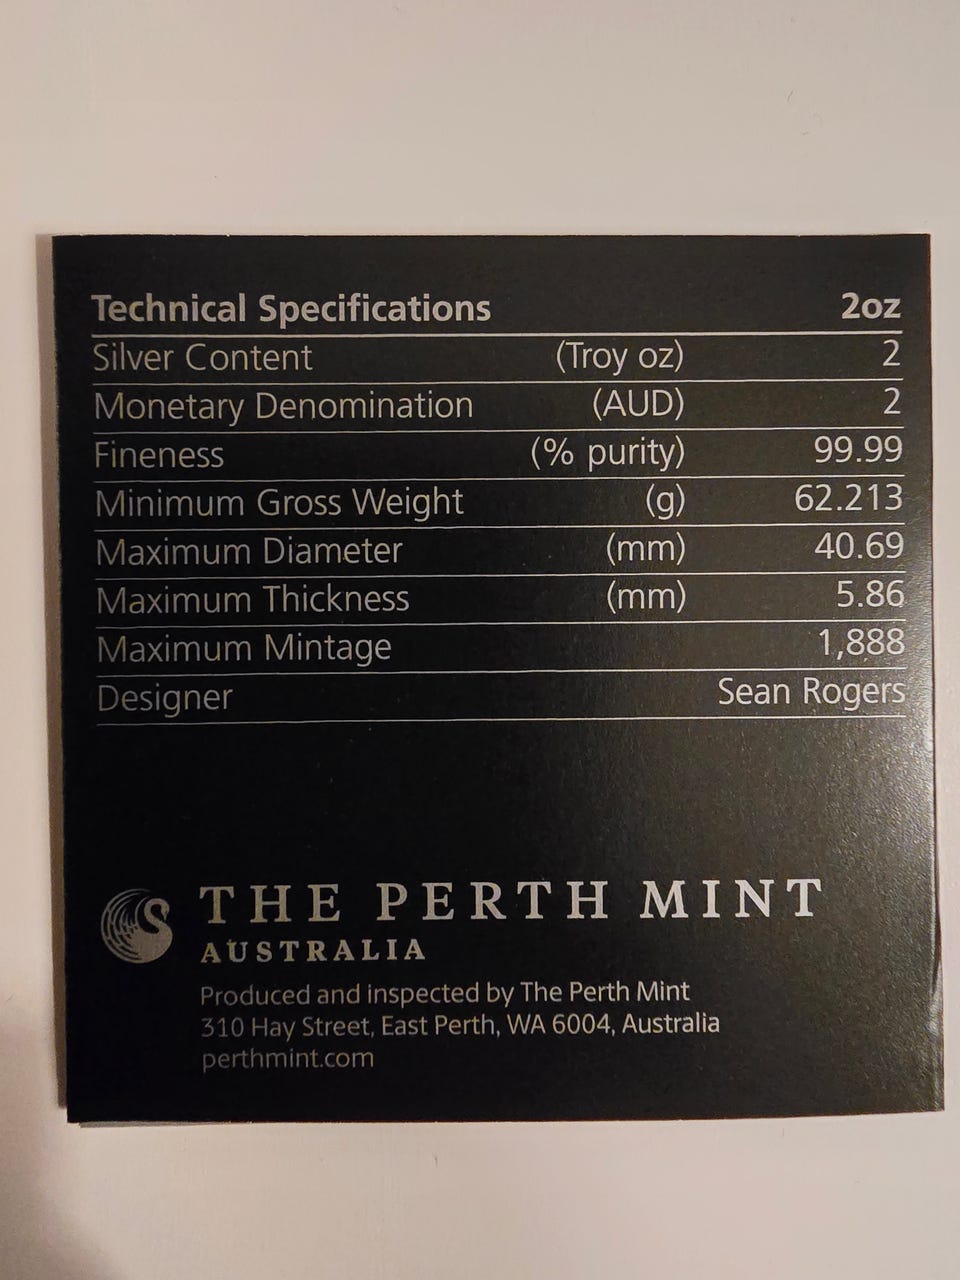 Technical Specifications 2oz
Silver Content (Troy oz) 2
Monetary Denomination (AUD) 2
Fineness (% purity) 99.99
Minimum Gross Weight (g) 62.213
Maximum Diameter (mm) 40.69
Maximum Thickness (mm) 5.86
Maximum Mintage 1,888
Designer Sean Rogers
THE PERTH MINT
AUSTRALIA
Produced and inspected by The Perth Mint
310 Hay Street, East Perth, WA 6004, Australia
perthmint.com